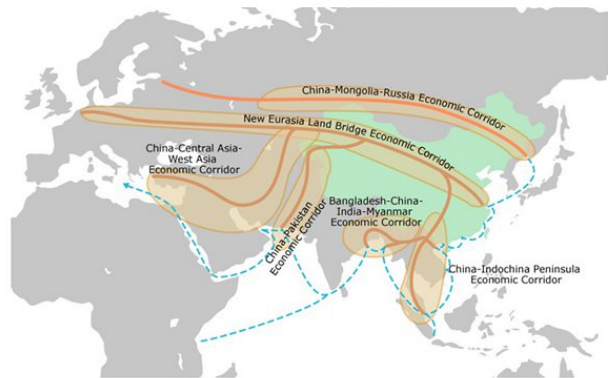 China-Mongolia-Russia Economic Corridor
New Eurasia Land Bridge Economic Corridor
China-Central Asia-
West Asia
Economic Corridor
China-Pakistan
Economic Corridor
Bangladesh-China-
India-Myanmar
Economic Corridor
China-Indochina Peninsula
Economic Corridor